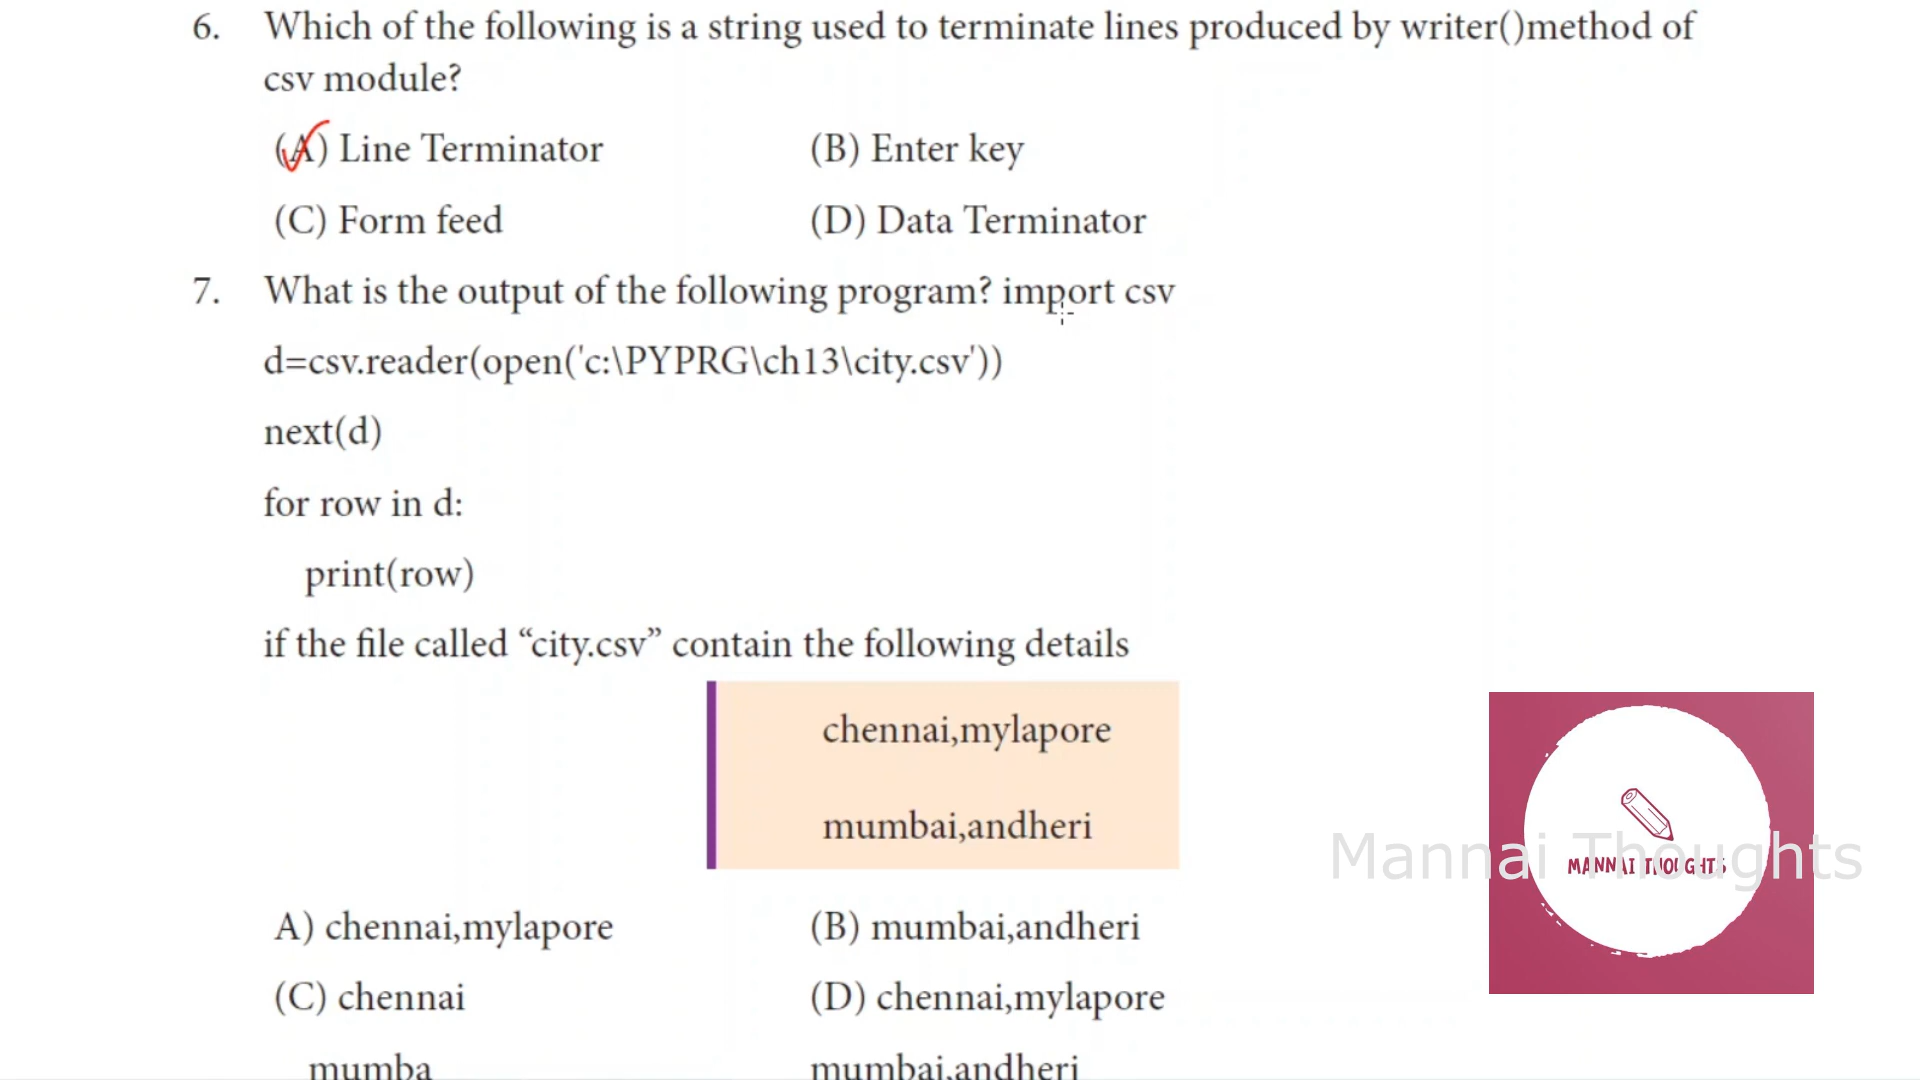 6. Which of the following is a string used to terminate lines produced by writer()method of
csv module?
(A) Line Terminator (B) Enter key
(C) Form feed (D) Data Terminator
7. What is the output of the following program? import csv
d=csv.reader(open('c:\PYPRG\ch13\city.csv'))
next(d)
for row in d:
print(row)
if the file called “city.csv” contain the following details
chennai,mylapore
mumbai,andheri
Mannai Thoughts
MANNAI THOUGHTS
A) chennai,mylapore (B) mumbai,andheri
(C) chennai (D) chennai,mylapore
mumba mumbai,andheri